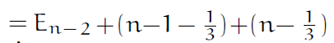 = E_{n−2} + (n−1− 1/3) + (n− 1/3)